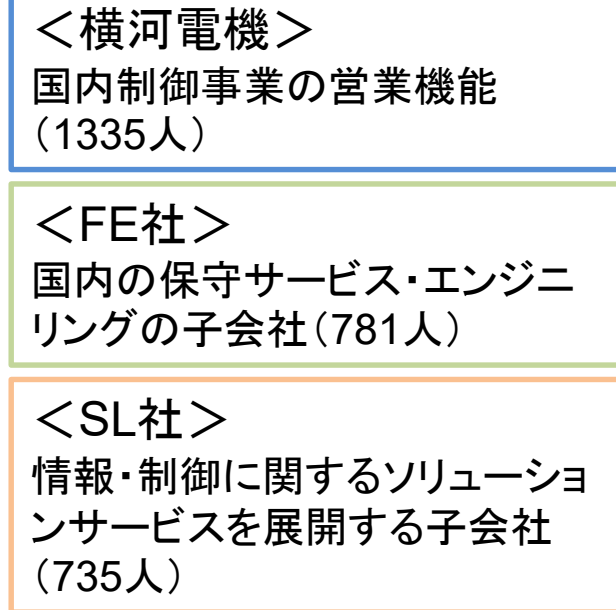 ＜横河電機＞
国内制御事業の営業機能
（1335人）
＜FE社＞
国内の保守サービス・エンジニ
リングの子会社（781人）
＜SL社＞
情報・制御に関するソリューショ
ンサービスを展開する子会社
（735人）